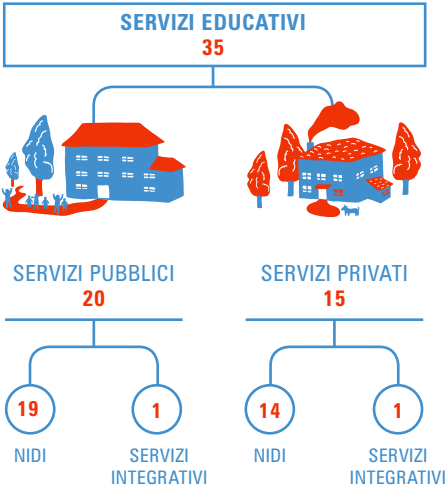 SERVIZI EDUCATIVI
35
SERVIZI PUBBLICI
20
SERVIZI PRIVATI
15
19
NIDI
1
SERVIZI
INTEGRATIVI
14
NIDI
1
SERVIZI
INTEGRATIVI